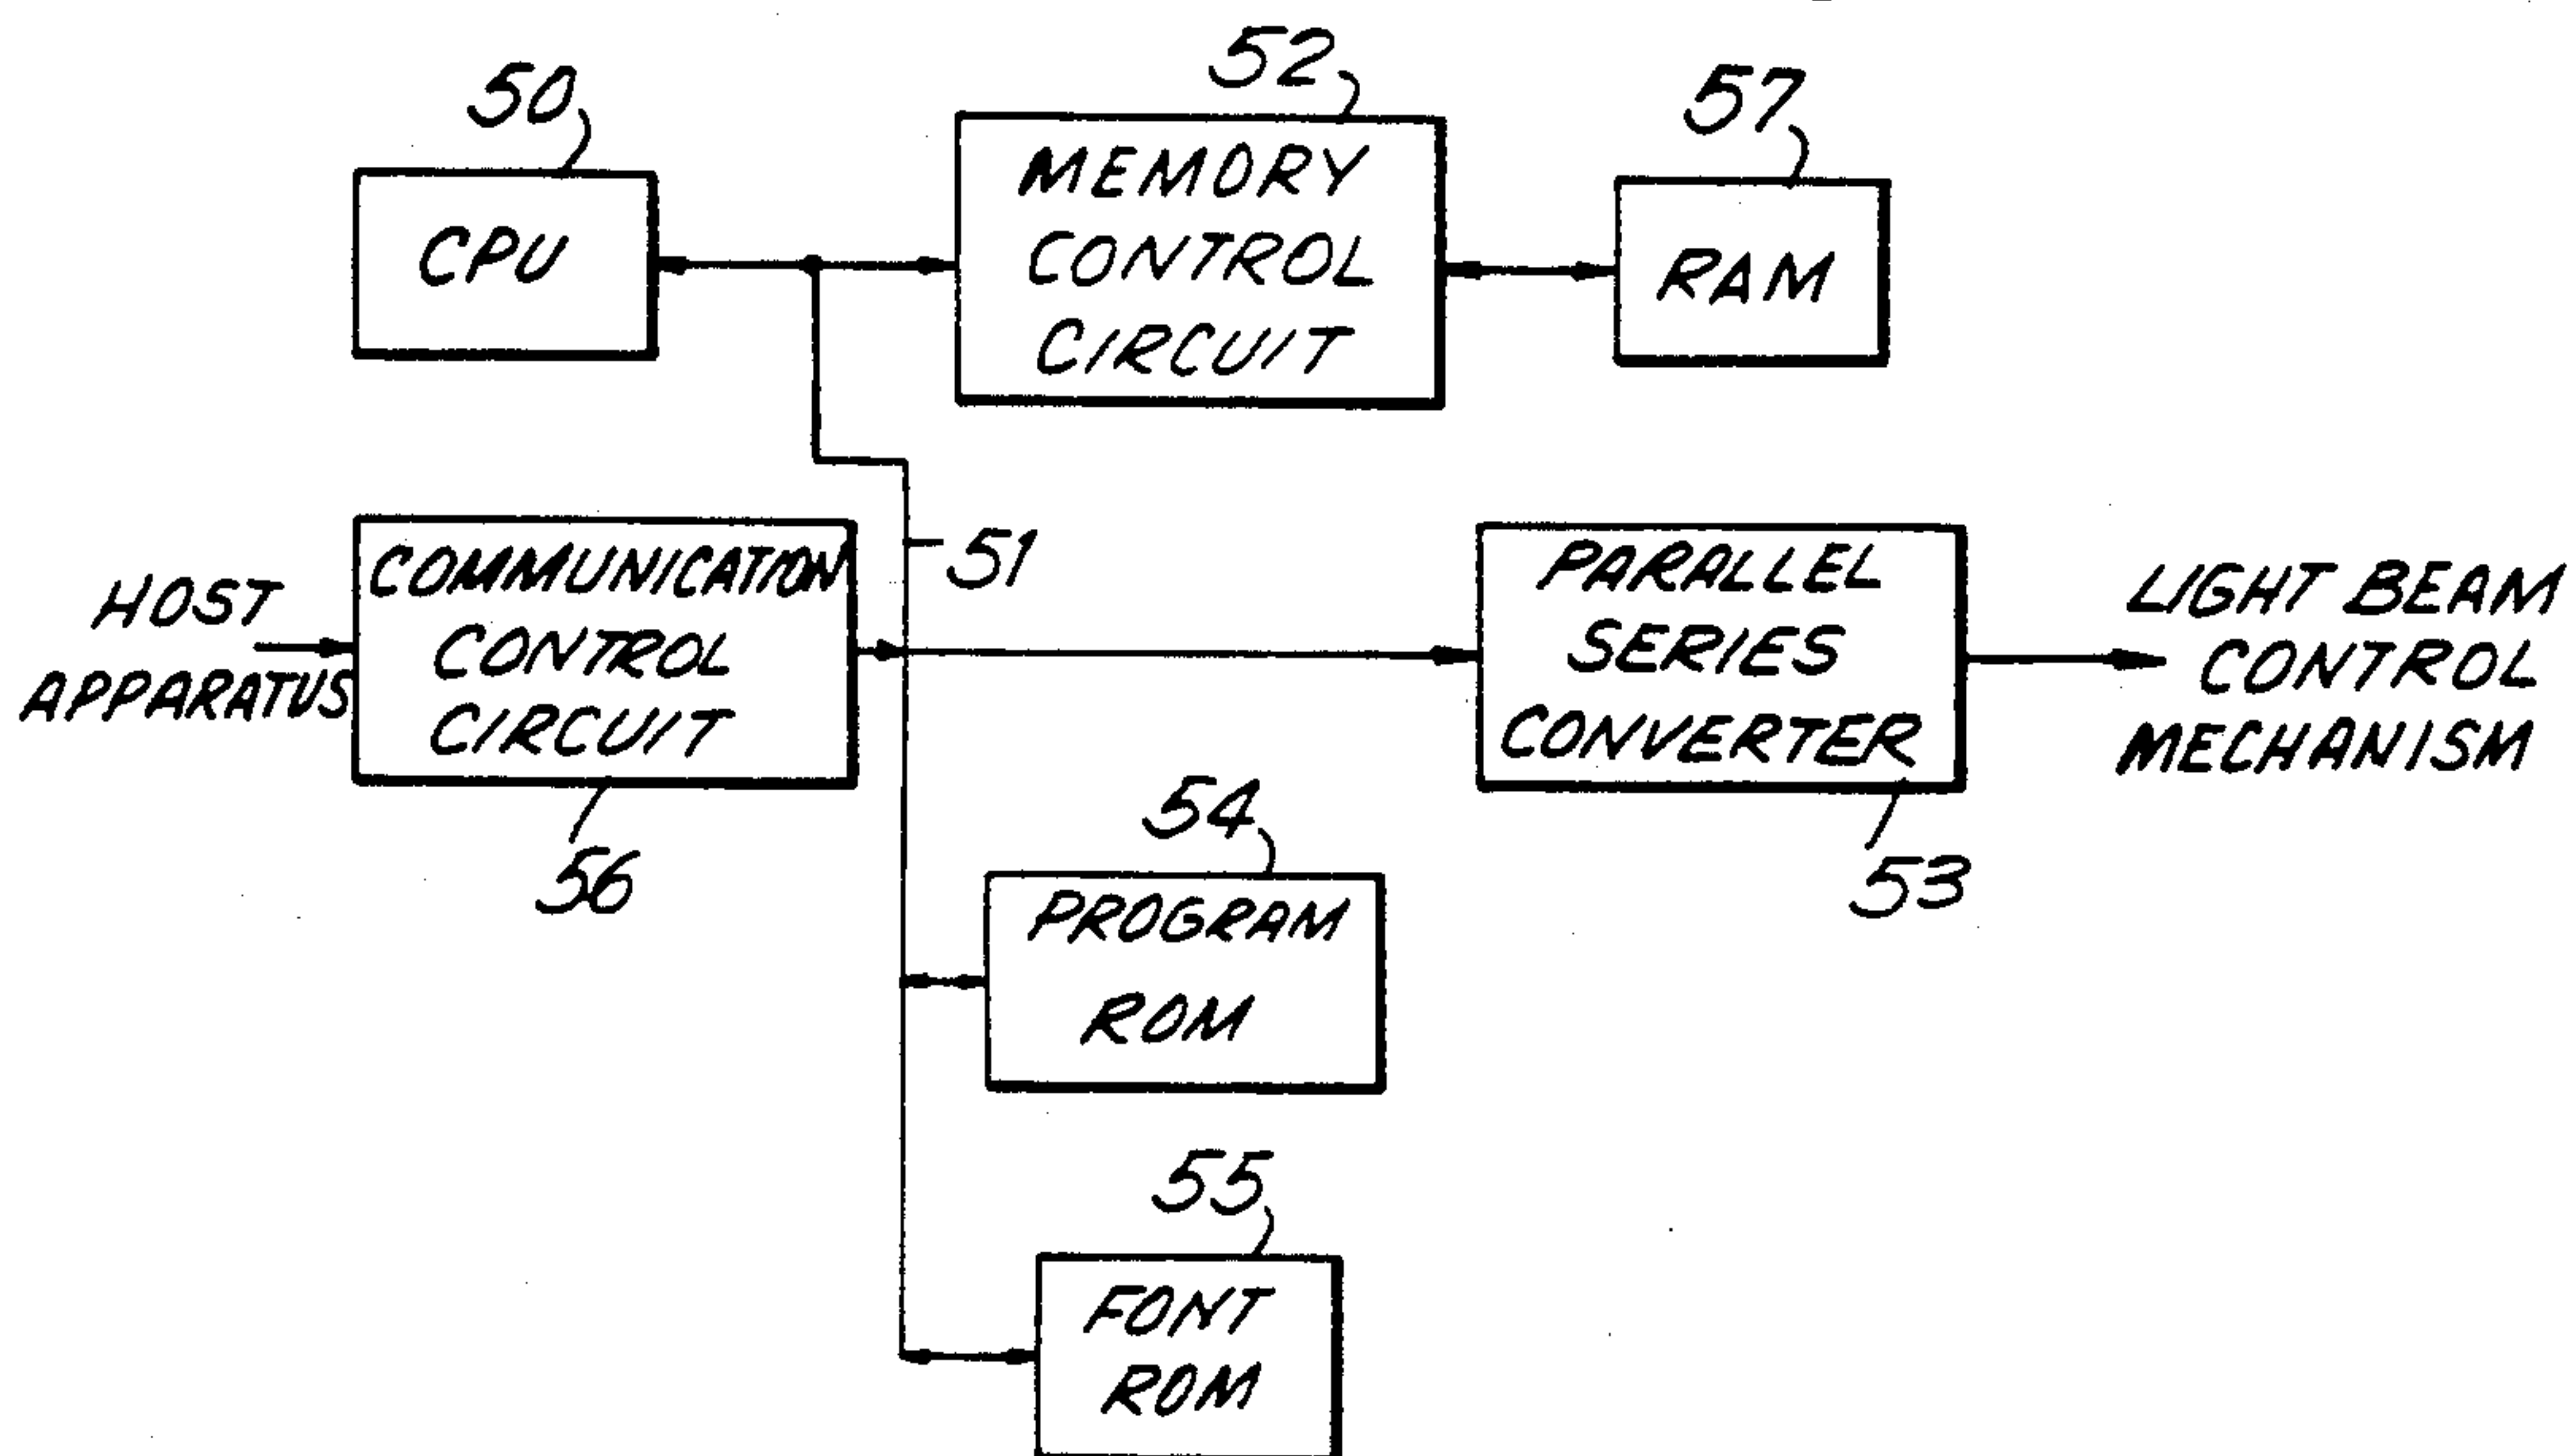 50
CPU
52
MEMORY
CONTROL
CIRCUIT
57
RAM
HOST
APPARATUS
COMMUNICATION
CONTROL
CIRCUIT
56
51
PARALLEL
SERIES
CONVERTER
53
LIGHT BEAM
CONTROL
MECHANISM
54
PROGRAM
ROM
55
FONT
ROM